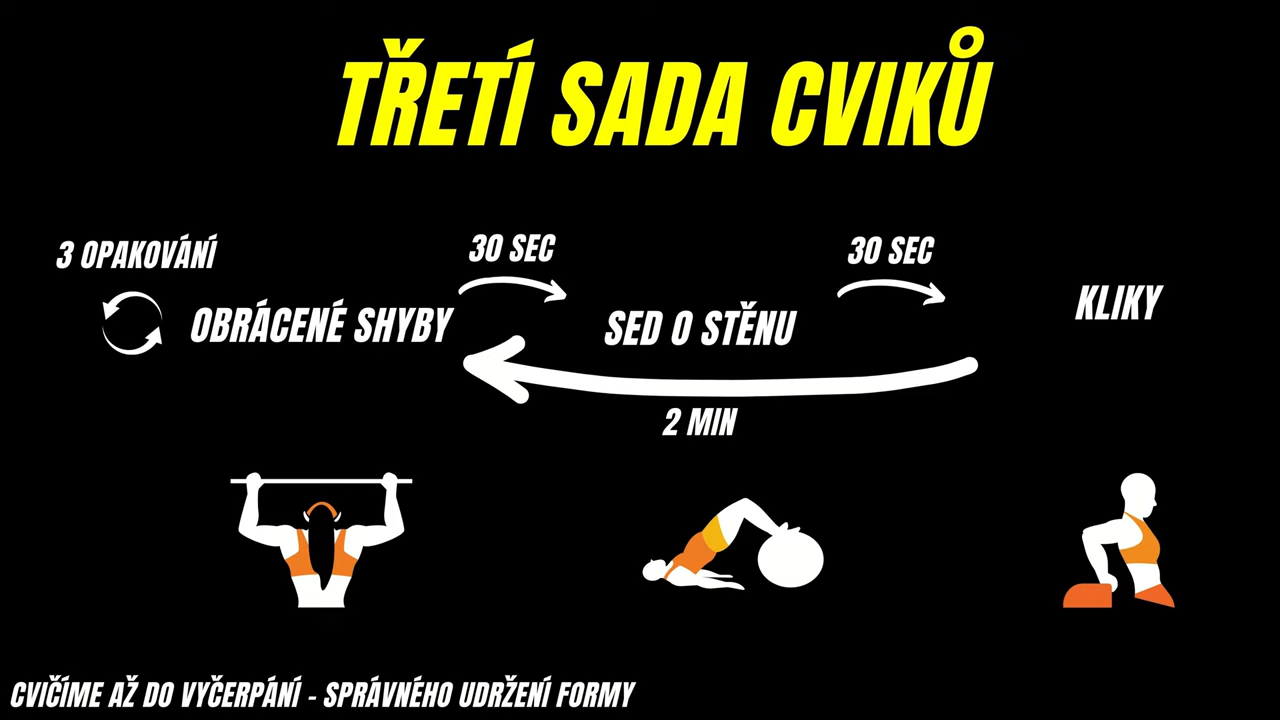 TŘETÍ SADA CVIKŮ
3 OPAKOVÁNÍ
30 SEC
30 SEC
OBRÁCENÉ SHYBY
SED O STĚNU
KLIKY
2 MIN
CVIČÍME AŽ DO VYČERPÁNÍ - SPRÁVNÉHO UDRŽENÍ FORMY